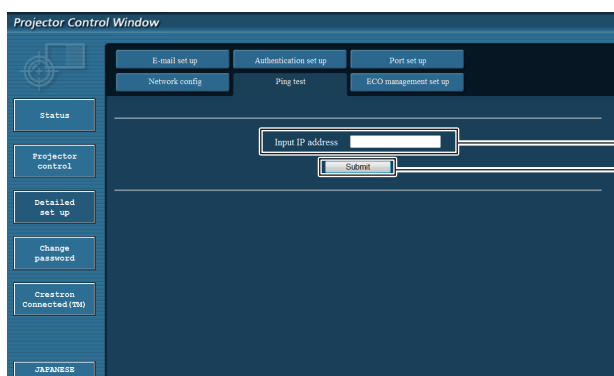 Projector Control Window
E-mail set up
Authentication set up
Port set up
Network config
Ping test
ECO management set up
Status
Projector
control
Detailed
set up
Change
password
Crestron
Connected(TM)
JAPANESE
Input IP address
Submit